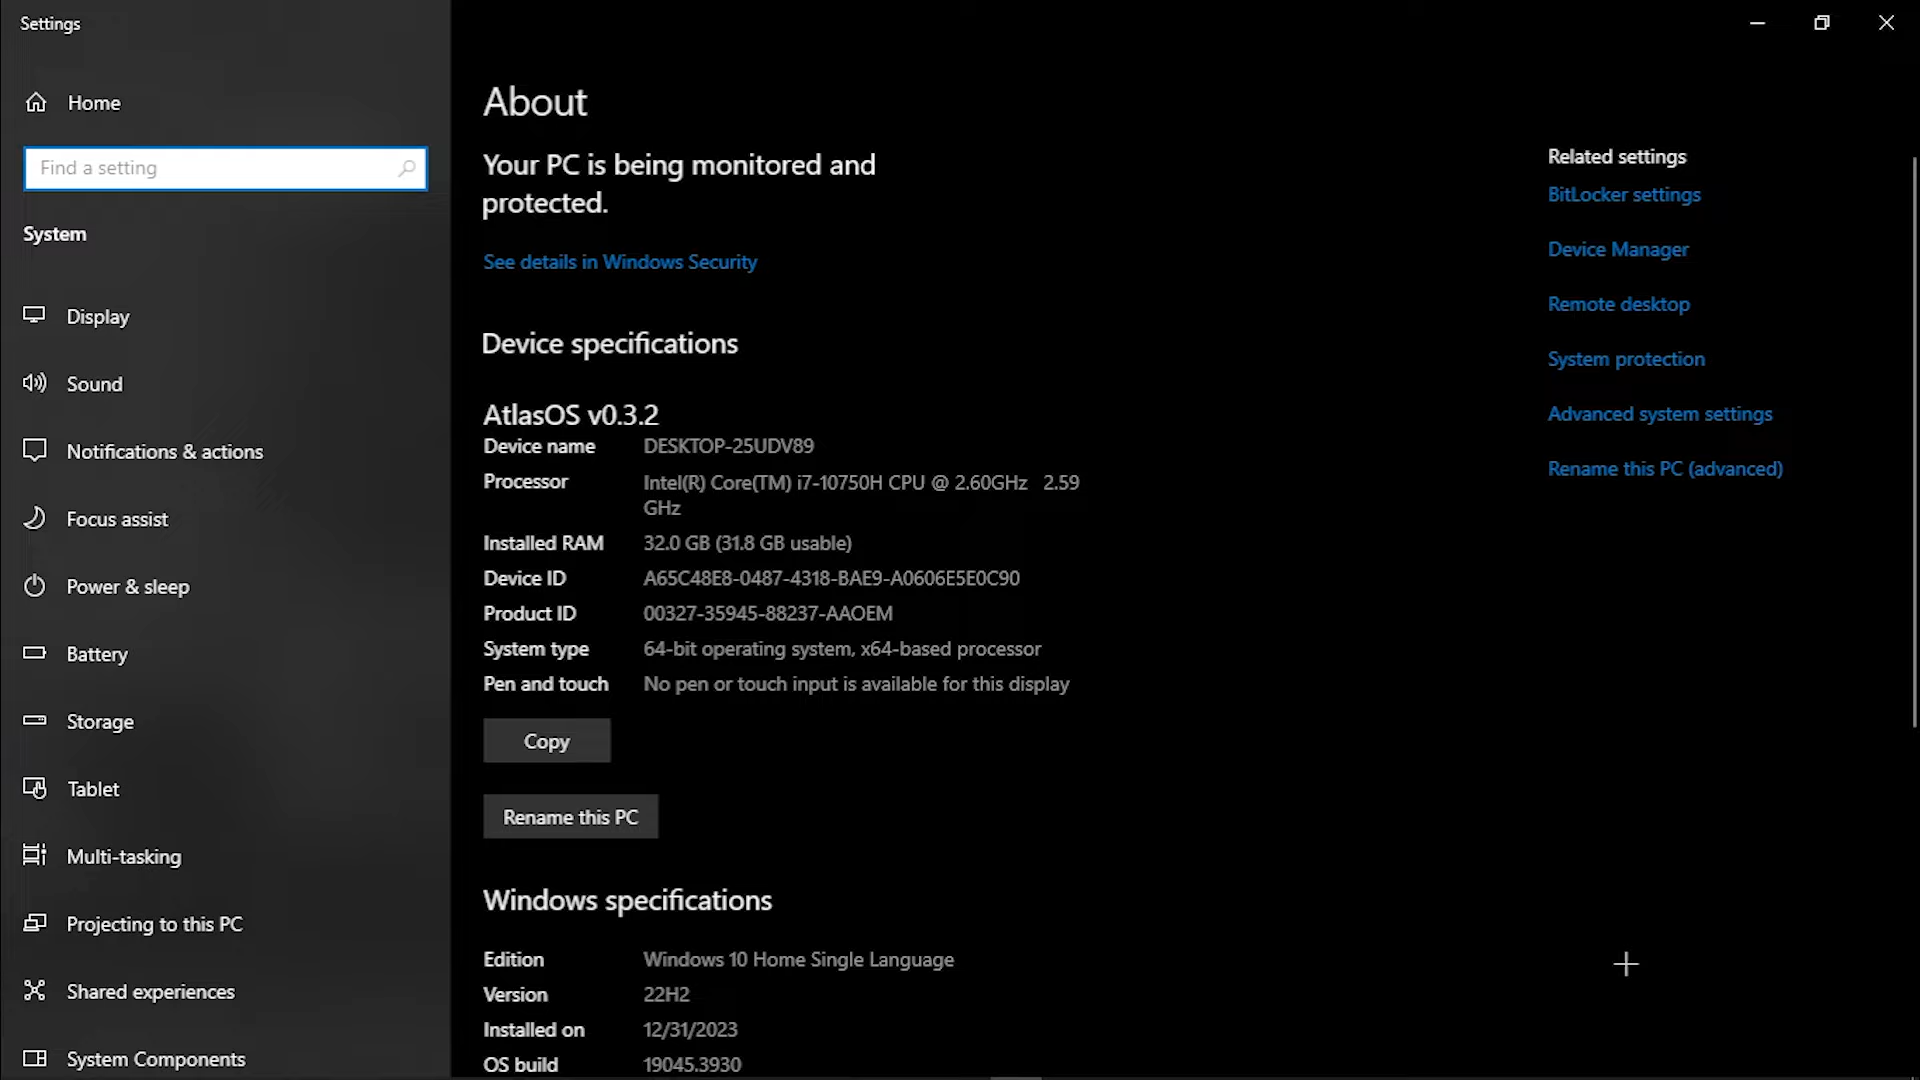 Settings
Home
Find a setting
System
Display
Sound
Notifications & actions
Focus assist
Power & sleep
Battery
Storage
Tablet
Multi-tasking
Projecting to this PC
Shared experiences
System Components
About
Your PC is being monitored and
protected.
See details in Windows Security
Device specifications
AtlasOS v0.3.2
Device name DESKTOP-25UDV89
Processor Intel(R) Core(TM) i7-10750H CPU @ 2.60GHz 2.59
GHz
Installed RAM 32.0 GB (31.8 GB usable)
Device ID A65C48E8-0487-4318-BAE9-A0606E5E0C90
Product ID 00327-35945-88237-AAOEM
System type 64-bit operating system, x64-based processor
Pen and touch No pen or touch input is available for this display
Copy
Rename this PC
Windows specifications
Edition Windows 10 Home Single Language
Version 22H2
Installed on 12/31/2023
OS build 19045.3930
Related settings
BitLocker settings
Device Manager
Remote desktop
System protection
Advanced system settings
Rename this PC (advanced)